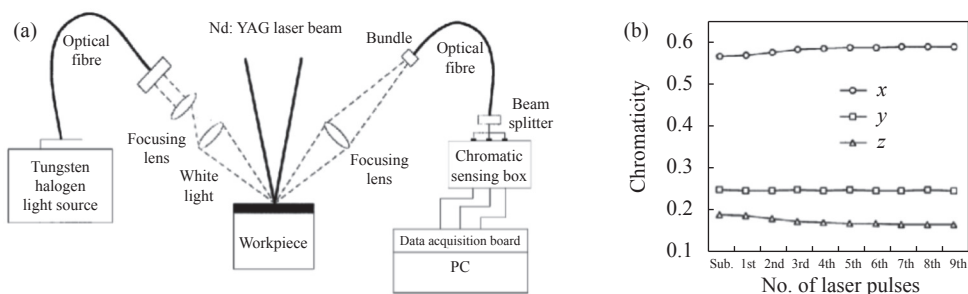 (a)
Optical
fibre
Nd: YAG laser beam
Bundle
Optical
fibre
Beam
splitter
Focusing
lens
White
light
Focusing
lens
Tungsten
halogen
light source
Chromatic
sensing box
Workpiece
Data acquisition board
PC
(b)
0.6
0.5
0.4
0.3
0.2
0.1
Chromaticity
x
y
z
Sub. 1st 2nd 3rd 4th 5th 6th 7th 8th 9th
No. of laser pulses